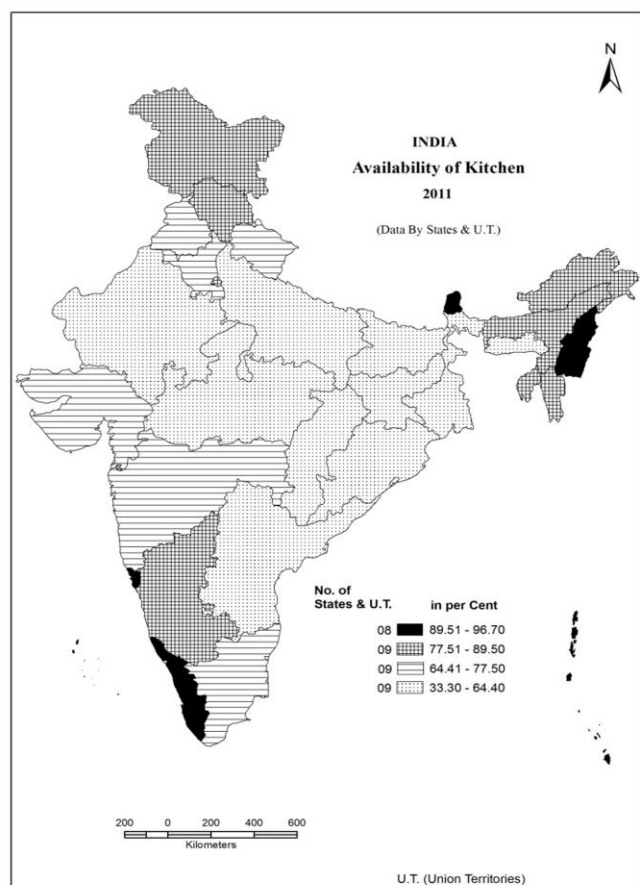 N
INDIA
Availability of Kitchen
2011
(Data By States & U.T.)
No. of
States & U.T. in per Cent
08 89.51 - 96.70
09 77.51 - 89.50
09 64.41 - 77.50
09 33.30 - 64.40
200 0 200 400 600
Kilometers
U.T. (Union Territories)